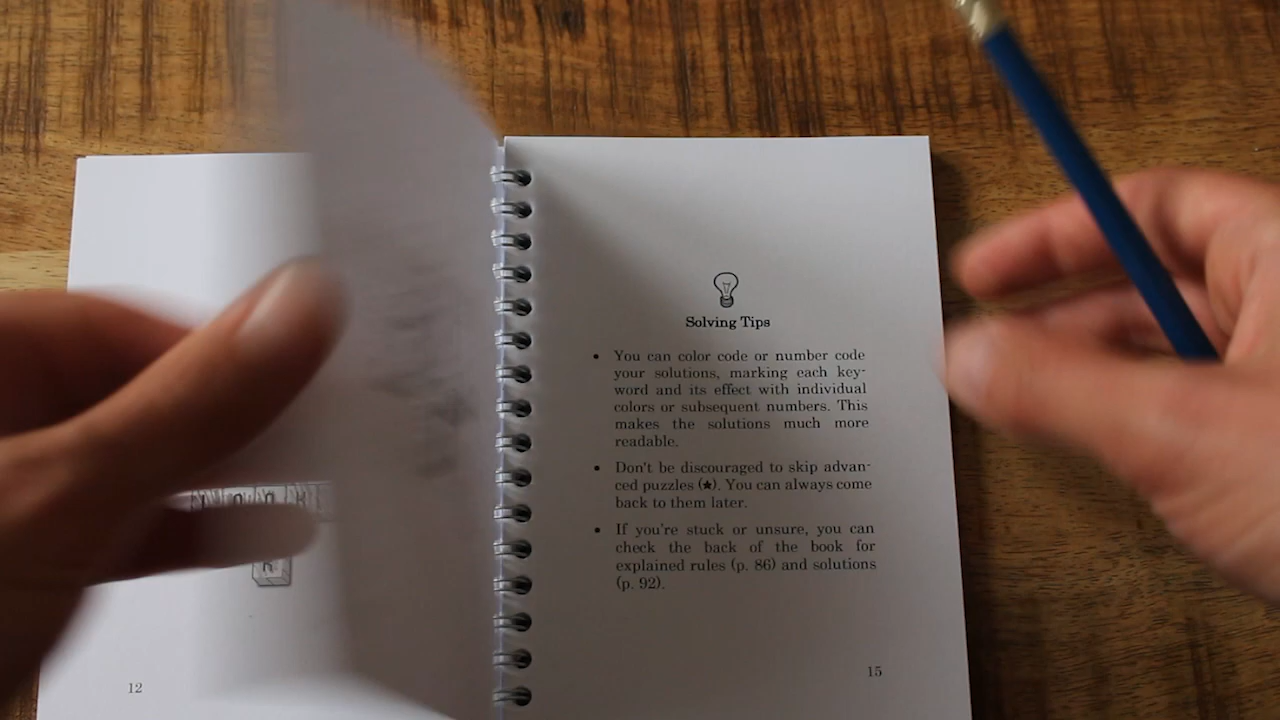 12
Solving Tips
• You can color code or number code
your solutions, marking each key-
word and its effect with individual
colors or subsequent numbers. This
makes the solutions much more
readable.
• Don't be discouraged to skip advan-
ced puzzles (★). You can always come
back to them later.
• If you're stuck or unsure, you can
check the back of the book for
explained rules (p. 86) and solutions
(p. 92).
15